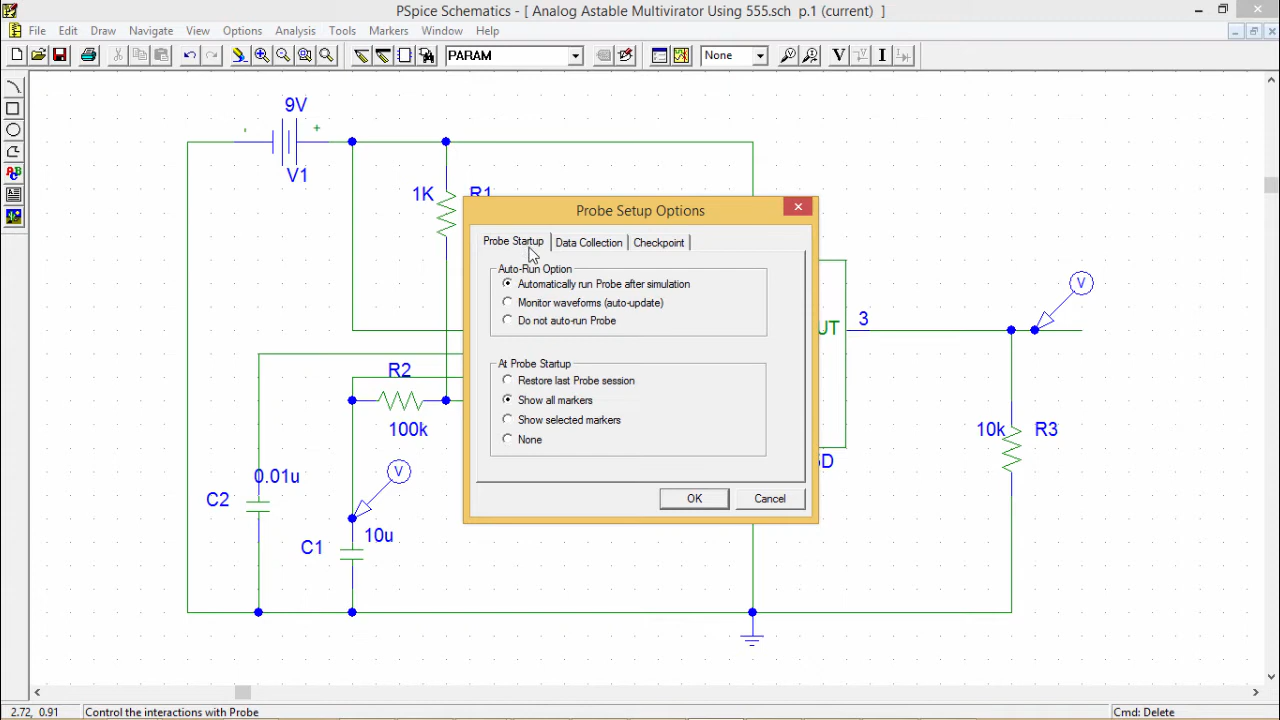 PSpice Schematics - [ Analog Astable Multivirator Using 555.sch p.1 (current) ]
File Edit Draw Navigate View Options Analysis Tools Markers Window Help
PARAM
None
V
I
9V
V1
1K
R1
Probe Setup Options
Probe Startup
Data Collection
Checkpoint
Auto-Run Option
Automatically run Probe after simulation
Monitor waveforms (auto-update)
Do not auto-run Probe
At Probe Startup
Restore last Probe session
Show all markers
Show selected markers
None
OK
Cancel
UT
3
V
R2
100k
10k
R3
5D
V
0.01u
C2
C1
10u
2.72, 0.91
Control the interactions with Probe
Cmd: Delete